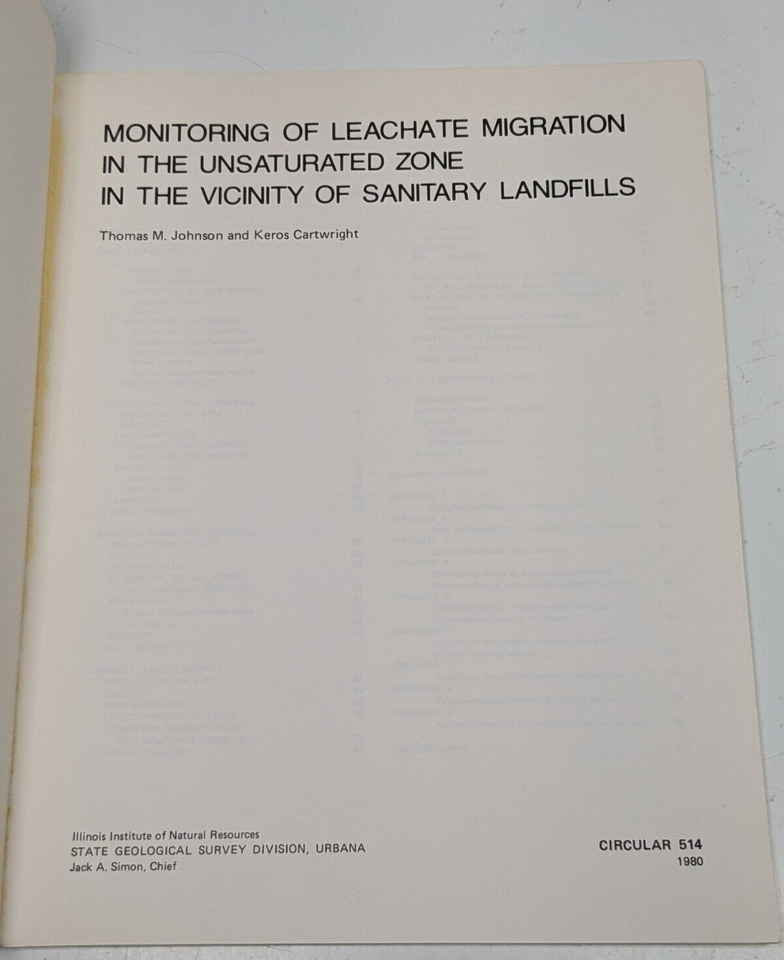 MONITORING OF LEACHATE MIGRATION
IN THE UNSATURATED ZONE
IN THE VICINITY OF SANITARY LANDFILLS
Thomas M. Johnson and Keros Cartwright
Illinois Institute of Natural Resources
STATE GEOLOGICAL SURVEY DIVISION, URBANA
Jack A. Simon, Chief
CIRCULAR 514
1980